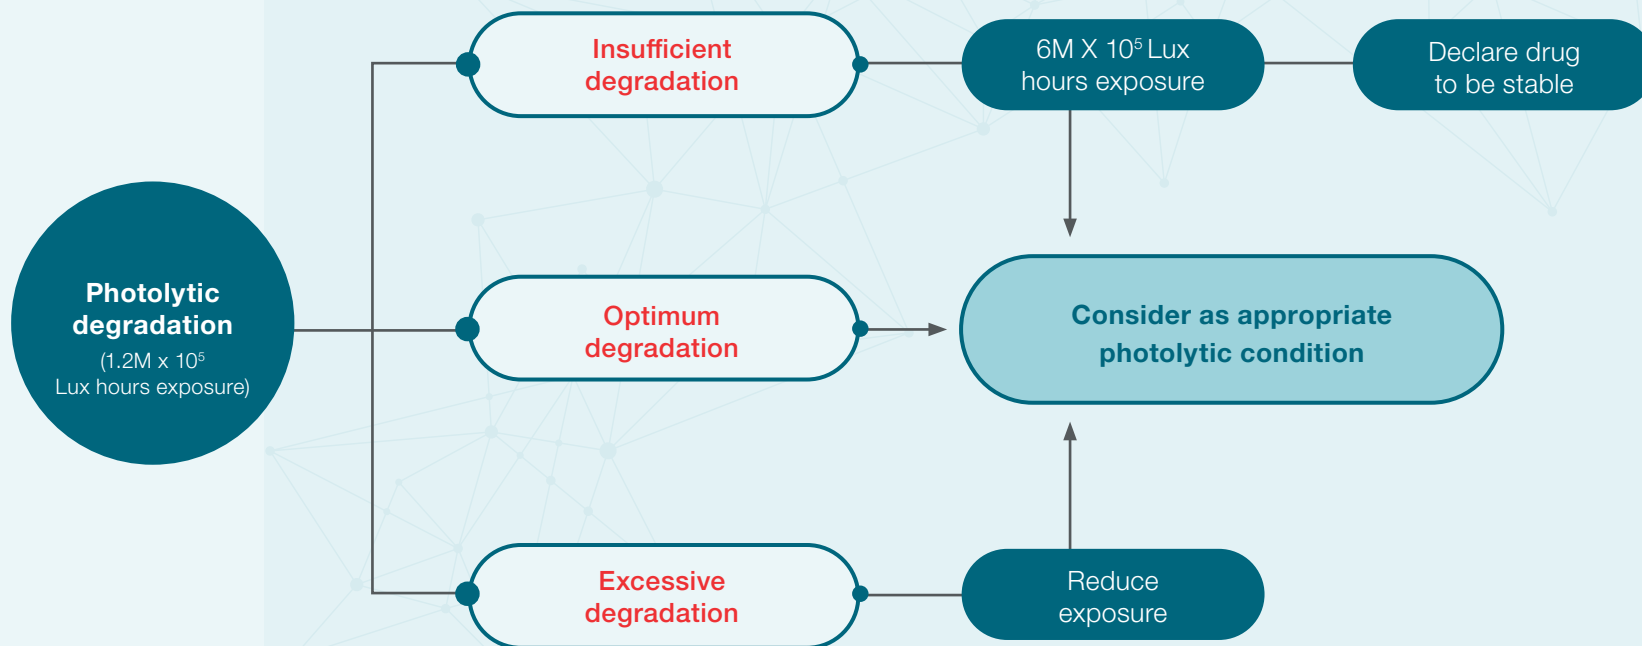 Insufficient
degradation
6M X 10⁵ Lux
hours exposure
Declare drug
to be stable
Photolytic
degradation
(1.2M x 10⁵
Lux hours exposure)
Optimum
degradation
Consider as appropriate
photolytic condition
Excessive
degradation
Reduce
exposure